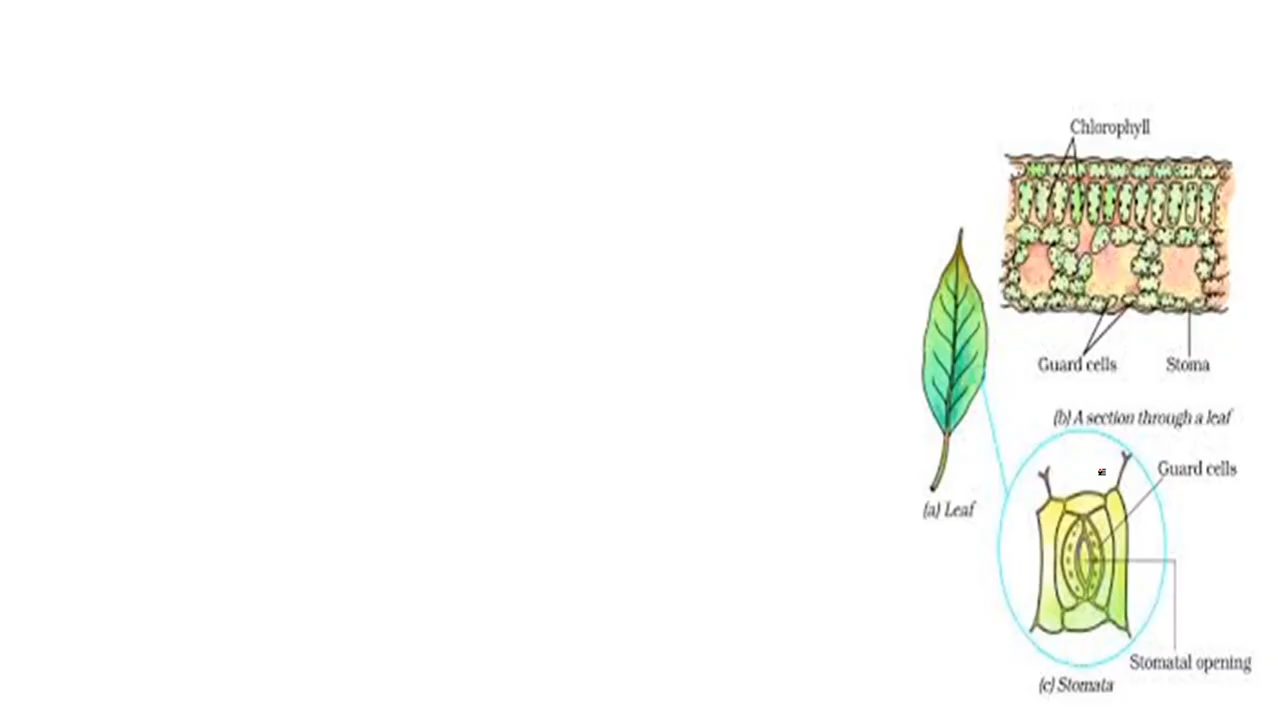 Chlorophyll
Guard cells
Stoma
(b) A section through a leaf
Guard cells
(a) Leaf
Stomatal opening
(c) Stomata